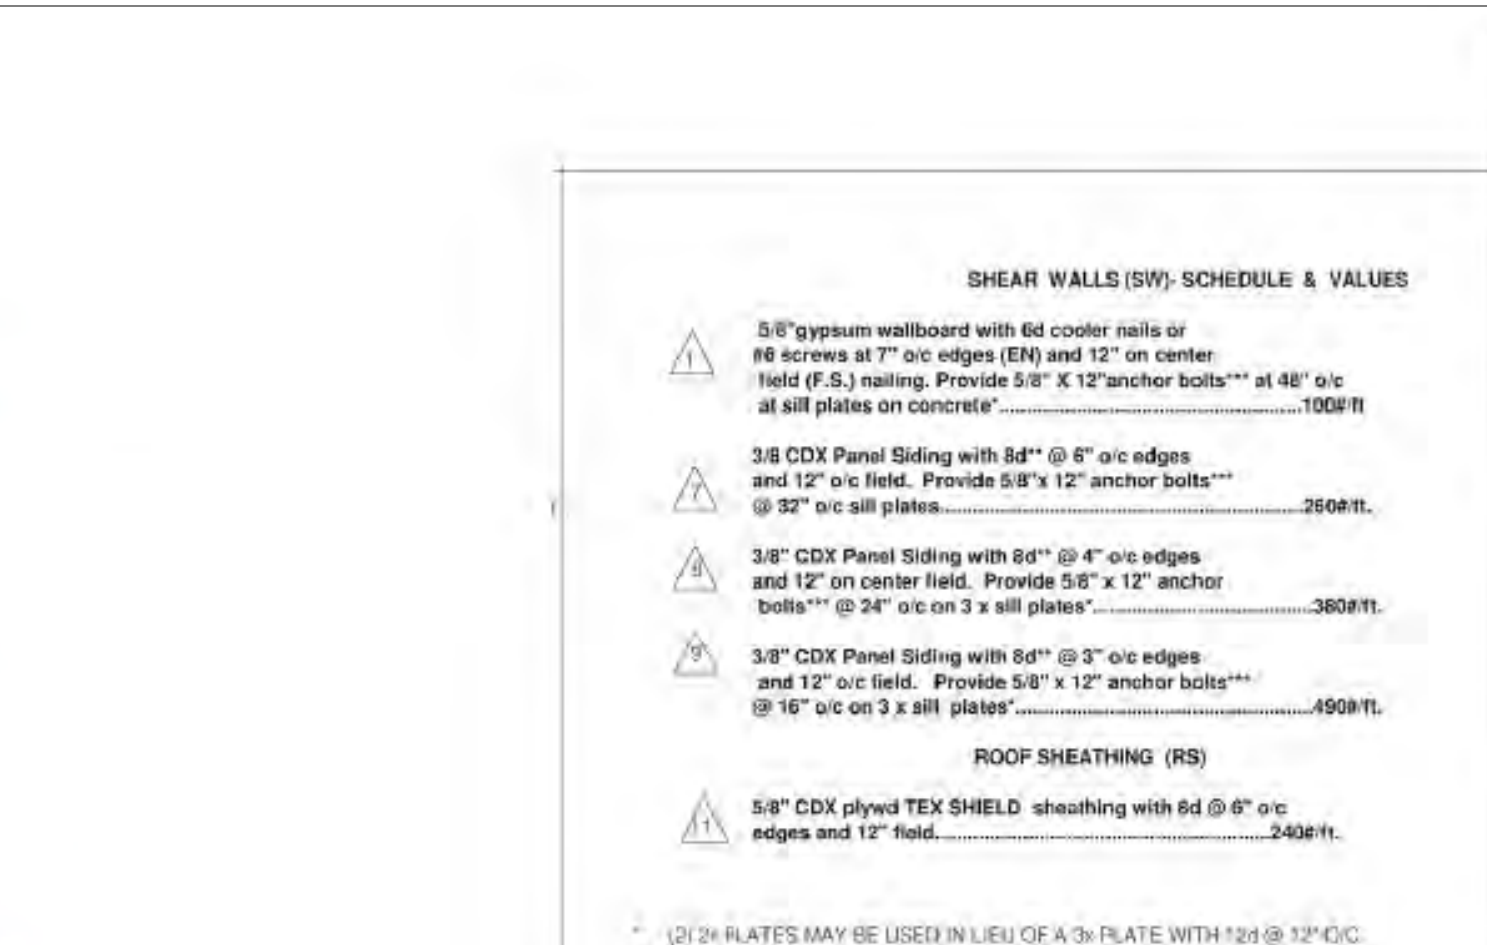 SHEAR WALLS (SW)- SCHEDULE & VALUES
1
5/8"gypsum wallboard with 6d cooler nails or
#6 screws at 7" o/c edges (EN) and 12" on center
field (F.S.) nailing. Provide 5/8" X 12"anchor bolts*** at 48" o/c
at sill plates on concrete*..........100#/ft
7
3/8 CDX Panel Siding with 8d** @ 6" o/c edges
and 12" o/c field. Provide 5/8"x 12" anchor bolts***
@ 32" o/c sill plates..........260#/ft.
8
3/8" CDX Panel Siding with 8d** @ 4" o/c edges
and 12" on center field. Provide 5/8" x 12" anchor
bolts*** @ 24" o/c on 3 x sill plates*..........380#/ft.
9
3/8" CDX Panel Siding with 8d** @ 3" o/c edges
and 12" o/c field. Provide 5/8" x 12" anchor bolts***
@ 16" o/c on 3 x sill plates*..........490#/ft.
ROOF SHEATHING (RS)
11
5/8" CDX plywd TEX SHIELD sheathing with 8d @ 6" o/c
edges and 12" field..........240#/ft.
* (2) 2x PLATES MAY BE USED IN LIEU OF A 3x PLATE WITH 12d @ 12" O/C